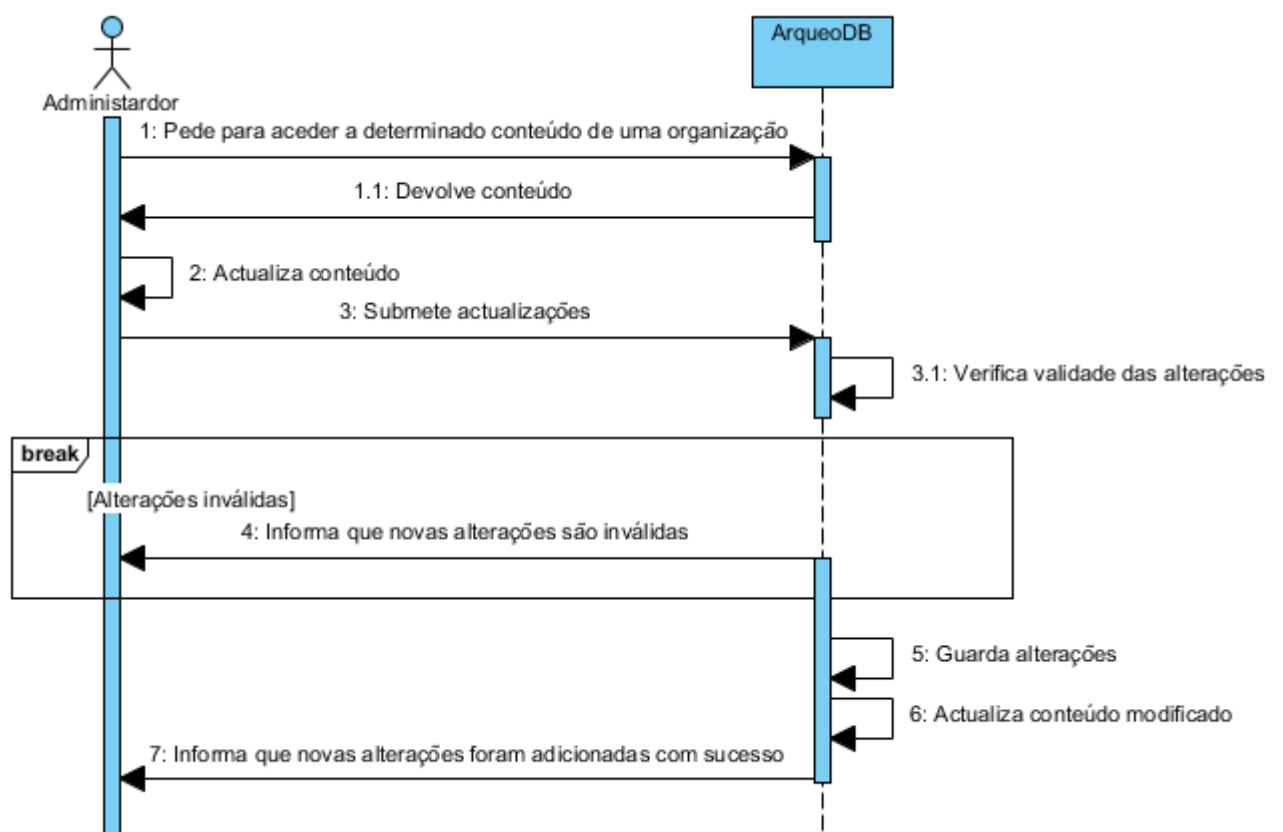 ArqueoDB
Administardor
1: Pede para aceder a determinado conteúdo de uma organização
1.1: Devolve conteúdo
2: Actualiza conteúdo
3: Submete actualizações
3.1: Verifica validade das alterações
break
[Alterações inválidas]
4: Informa que novas alterações são inválidas
5: Guarda alterações
6: Actualiza conteúdo modificado
7: Informa que novas alterações foram adicionadas com sucesso